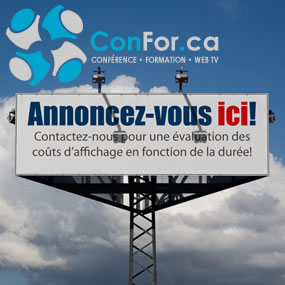 ConFor.ca
CONFÉRENCE • FORMATION • WEB TV
Annoncez-vous ici!
Contactez-nous pour une évaluation des
coûts d'affichage en fonction de la durée!